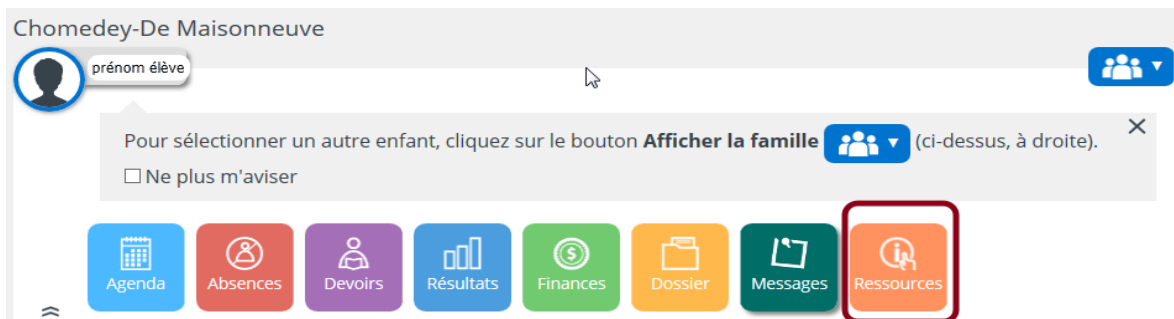 Chomedey-De Maisonneuve
prénom élève
Pour sélectionner un autre enfant, cliquez sur le bouton Afficher la famille (ci-dessus, à droite).
Ne plus m'aviser
Agenda Absences Devoirs Résultats Finances Dossier Messages Ressources